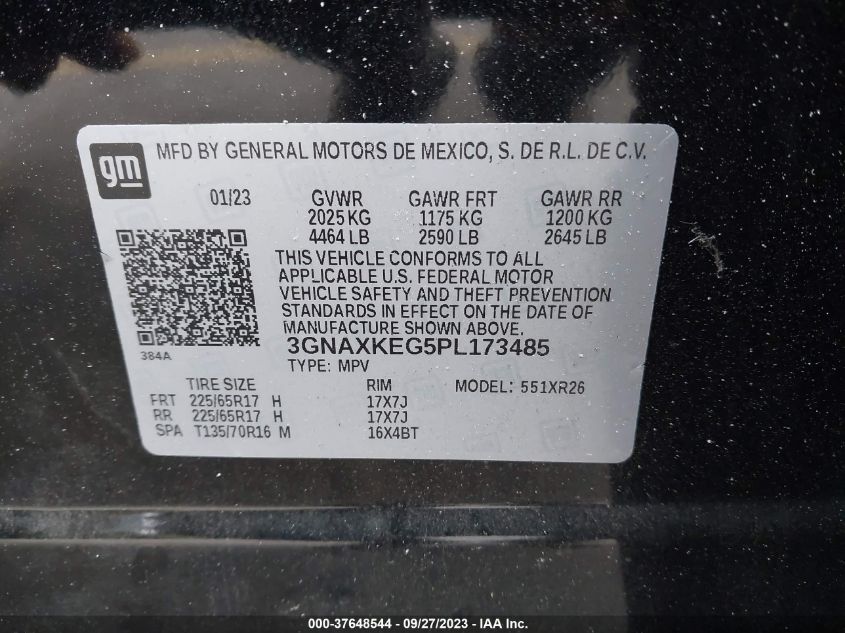 gm MFD BY GENERAL MOTORS DE MEXICO, S. DE R.L. DE C.V.
01/23 GVWR GAWR FRT GAWR RR
2025 KG 1175 KG 1200 KG
4464 LB 2590 LB 2645 LB
THIS VEHICLE CONFORMS TO ALL
APPLICABLE U.S. FEDERAL MOTOR
VEHICLE SAFETY AND THEFT PREVENTION
STANDARDS IN EFFECT ON THE DATE OF
MANUFACTURE SHOWN ABOVE.
384A
3GNAXKEG5PL173485
TYPE: MPV
TIRE SIZE RIM MODEL: 551XR26
FRT 225/65R17 H 17X7J
RR 225/65R17 H 17X7J
SPA T135/70R16 M 16X4BT
000-37648544 - 09/27/2023 - IAA Inc.